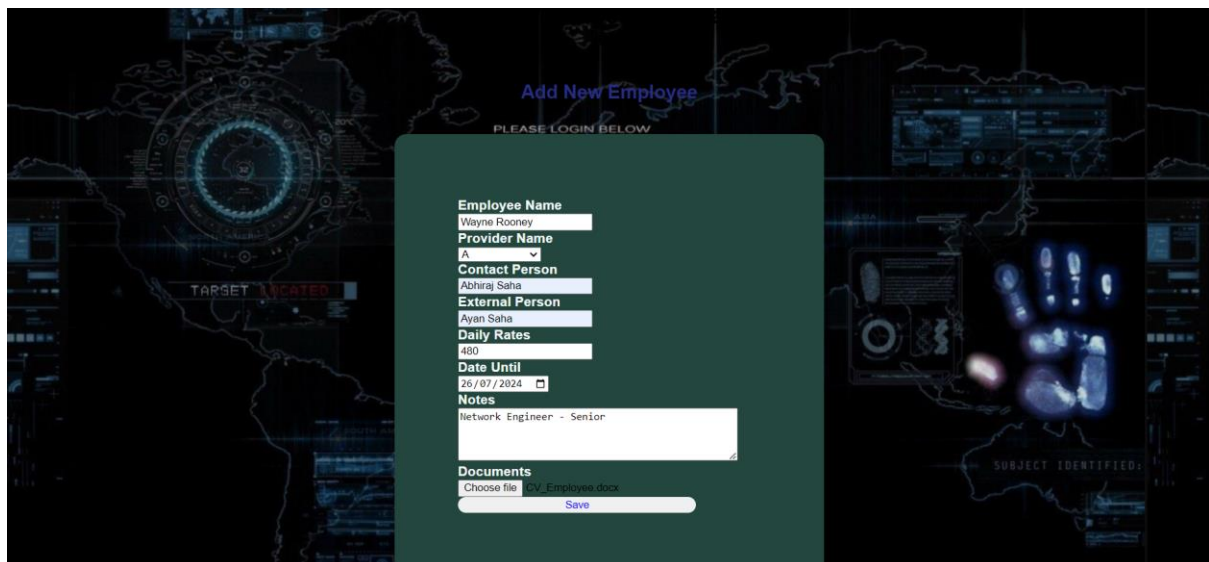 Add New Employee
PLEASE LOGIN BELOW
Employee Name
Wayne Rooney
Provider Name
A
Contact Person
Abhiraj Saha
External Person
Ayan Saha
Daily Rates
480
Date Until
26/07/2024
Notes
Network Engineer - Senior
Documents
Choose file CV_Employee.docx
Save
TARGET LOCATED
ASIA
SUBJECT IDENTIFIED: